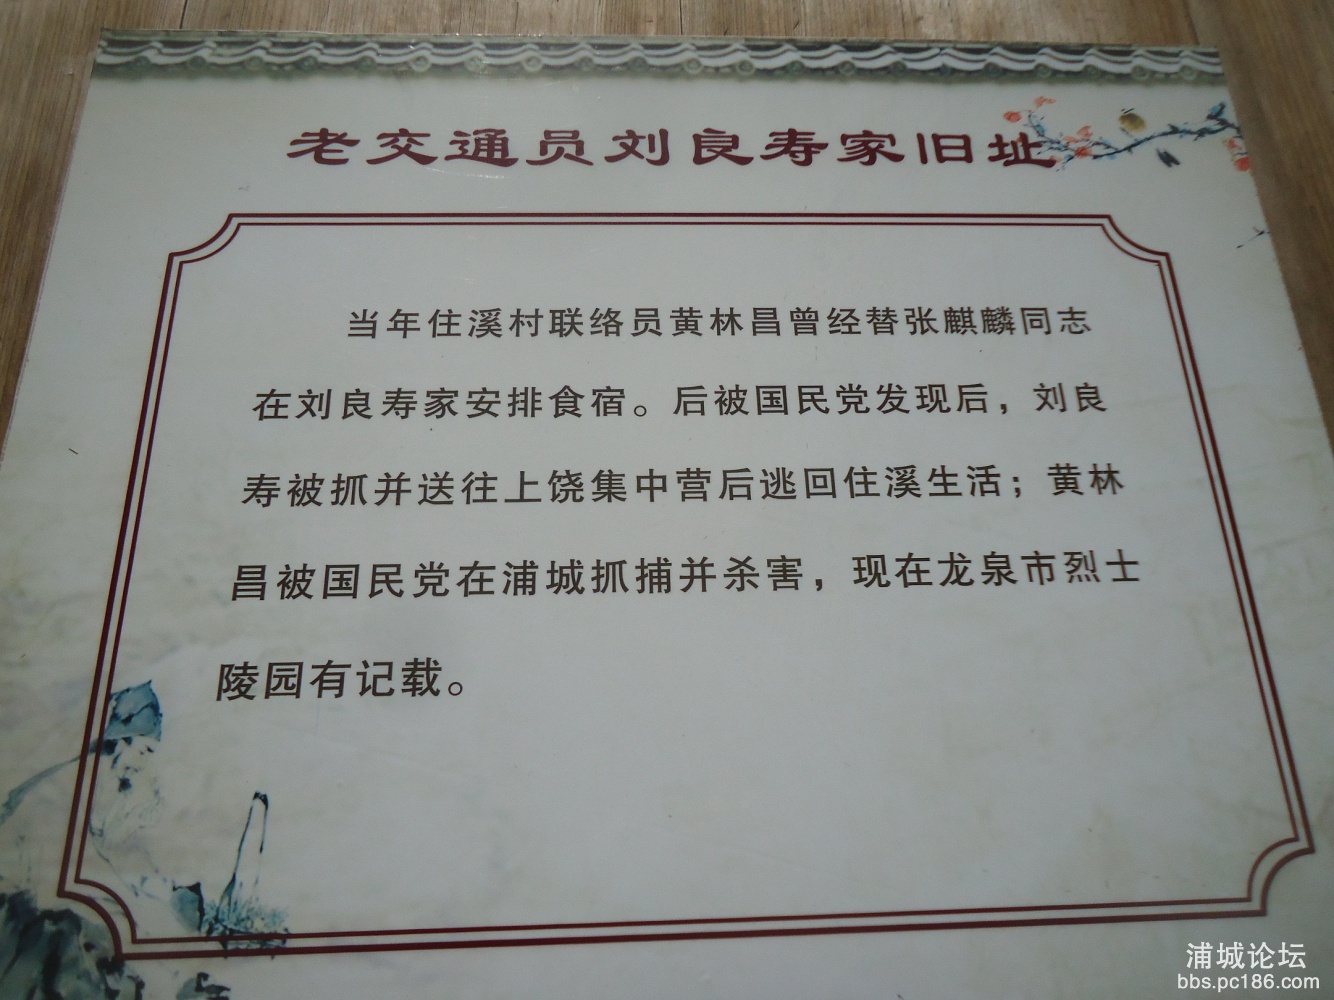 老交通员刘良寿家旧址
当年住溪村联络员黄林昌曾经替张麒麟同志
在刘良寿家安排食宿。后被国民党发现后，刘良
寿被抓并送往上饶集中营后逃回住溪生活；黄林
昌被国民党在浦城抓捕并杀害，现在龙泉市烈士
陵园有记载。
浦城论坛
bbs.pc186.com